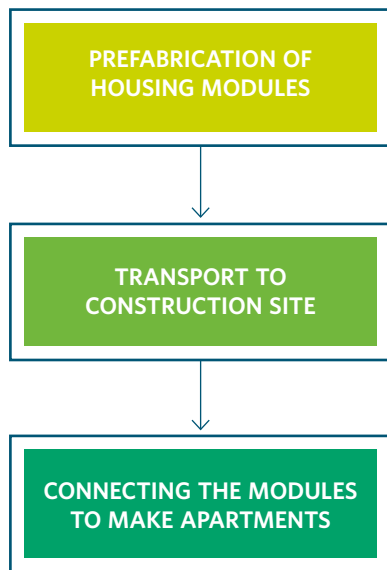 PREFABRICATION OF
HOUSING MODULES
TRANSPORT TO
CONSTRUCTION SITE
CONNECTING THE MODULES
TO MAKE APARTMENTS